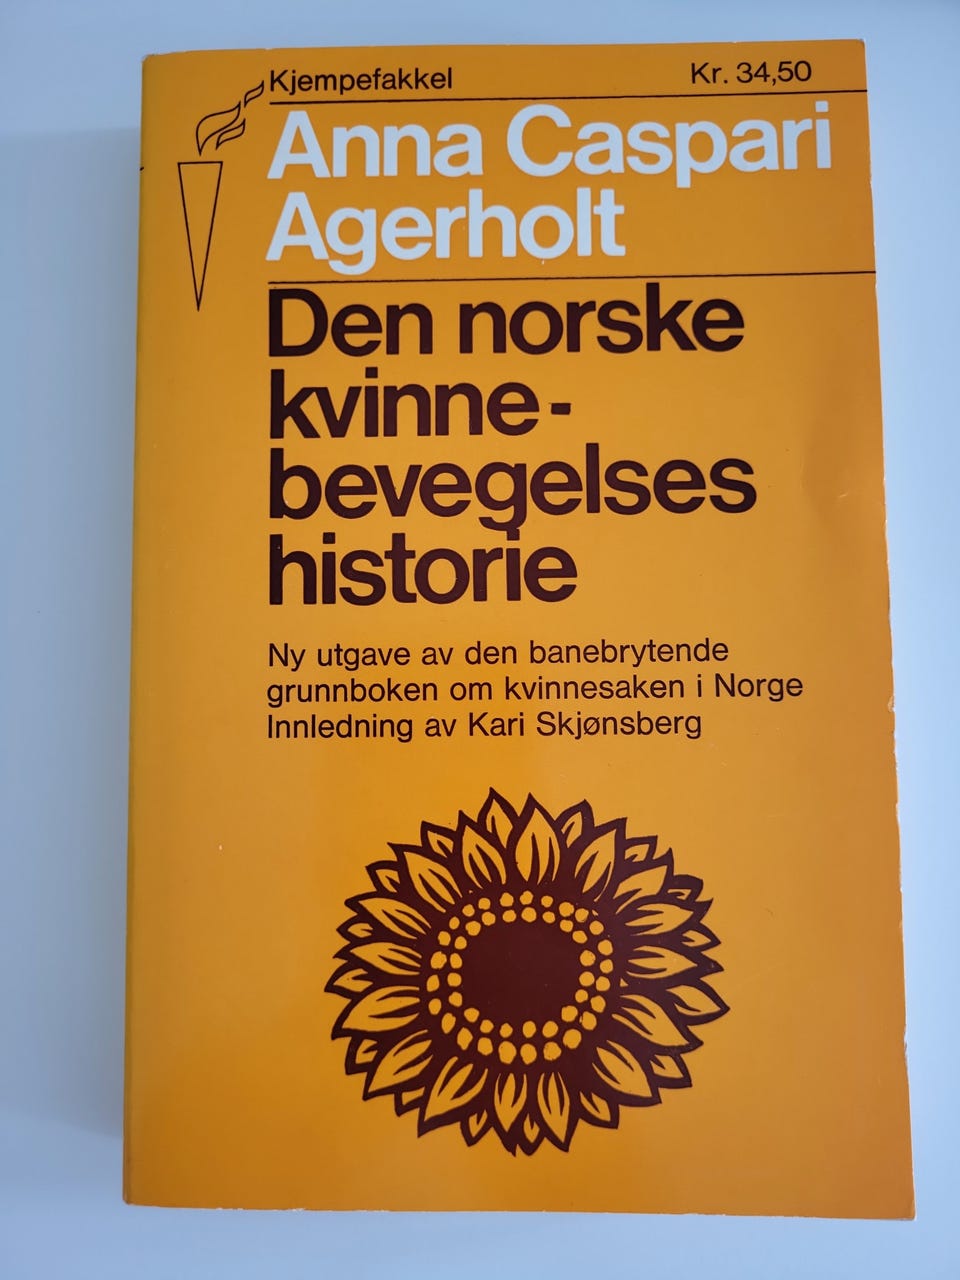 Kjempefakkel Kr. 34,50
Anna Caspari
Agerholt
Den norske
kvinne-
bevegelses
historie
Ny utgave av den banebrytende
grunnboken om kvinnesaken i Norge
Innledning av Kari Skjønsberg